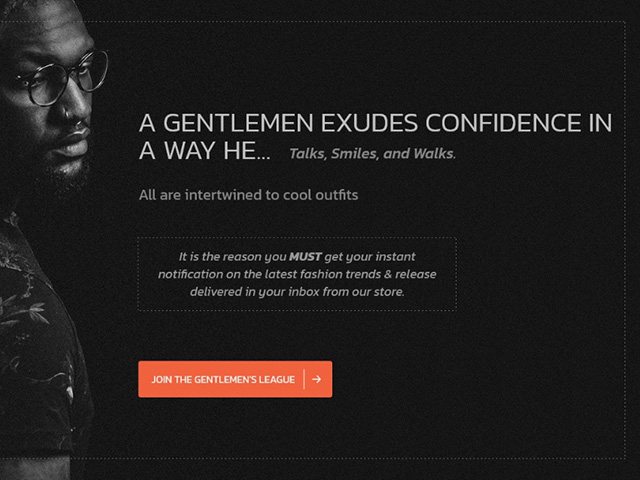 A GENTLEMEN EXUDES CONFIDENCE IN
A WAY HE... Talks, Smiles, and Walks.
All are intertwined to cool outfits
It is the reason you MUST get your instant
notification on the latest fashion trends & release
delivered in your inbox from our store.
JOIN THE GENTLEMEN'S LEAGUE